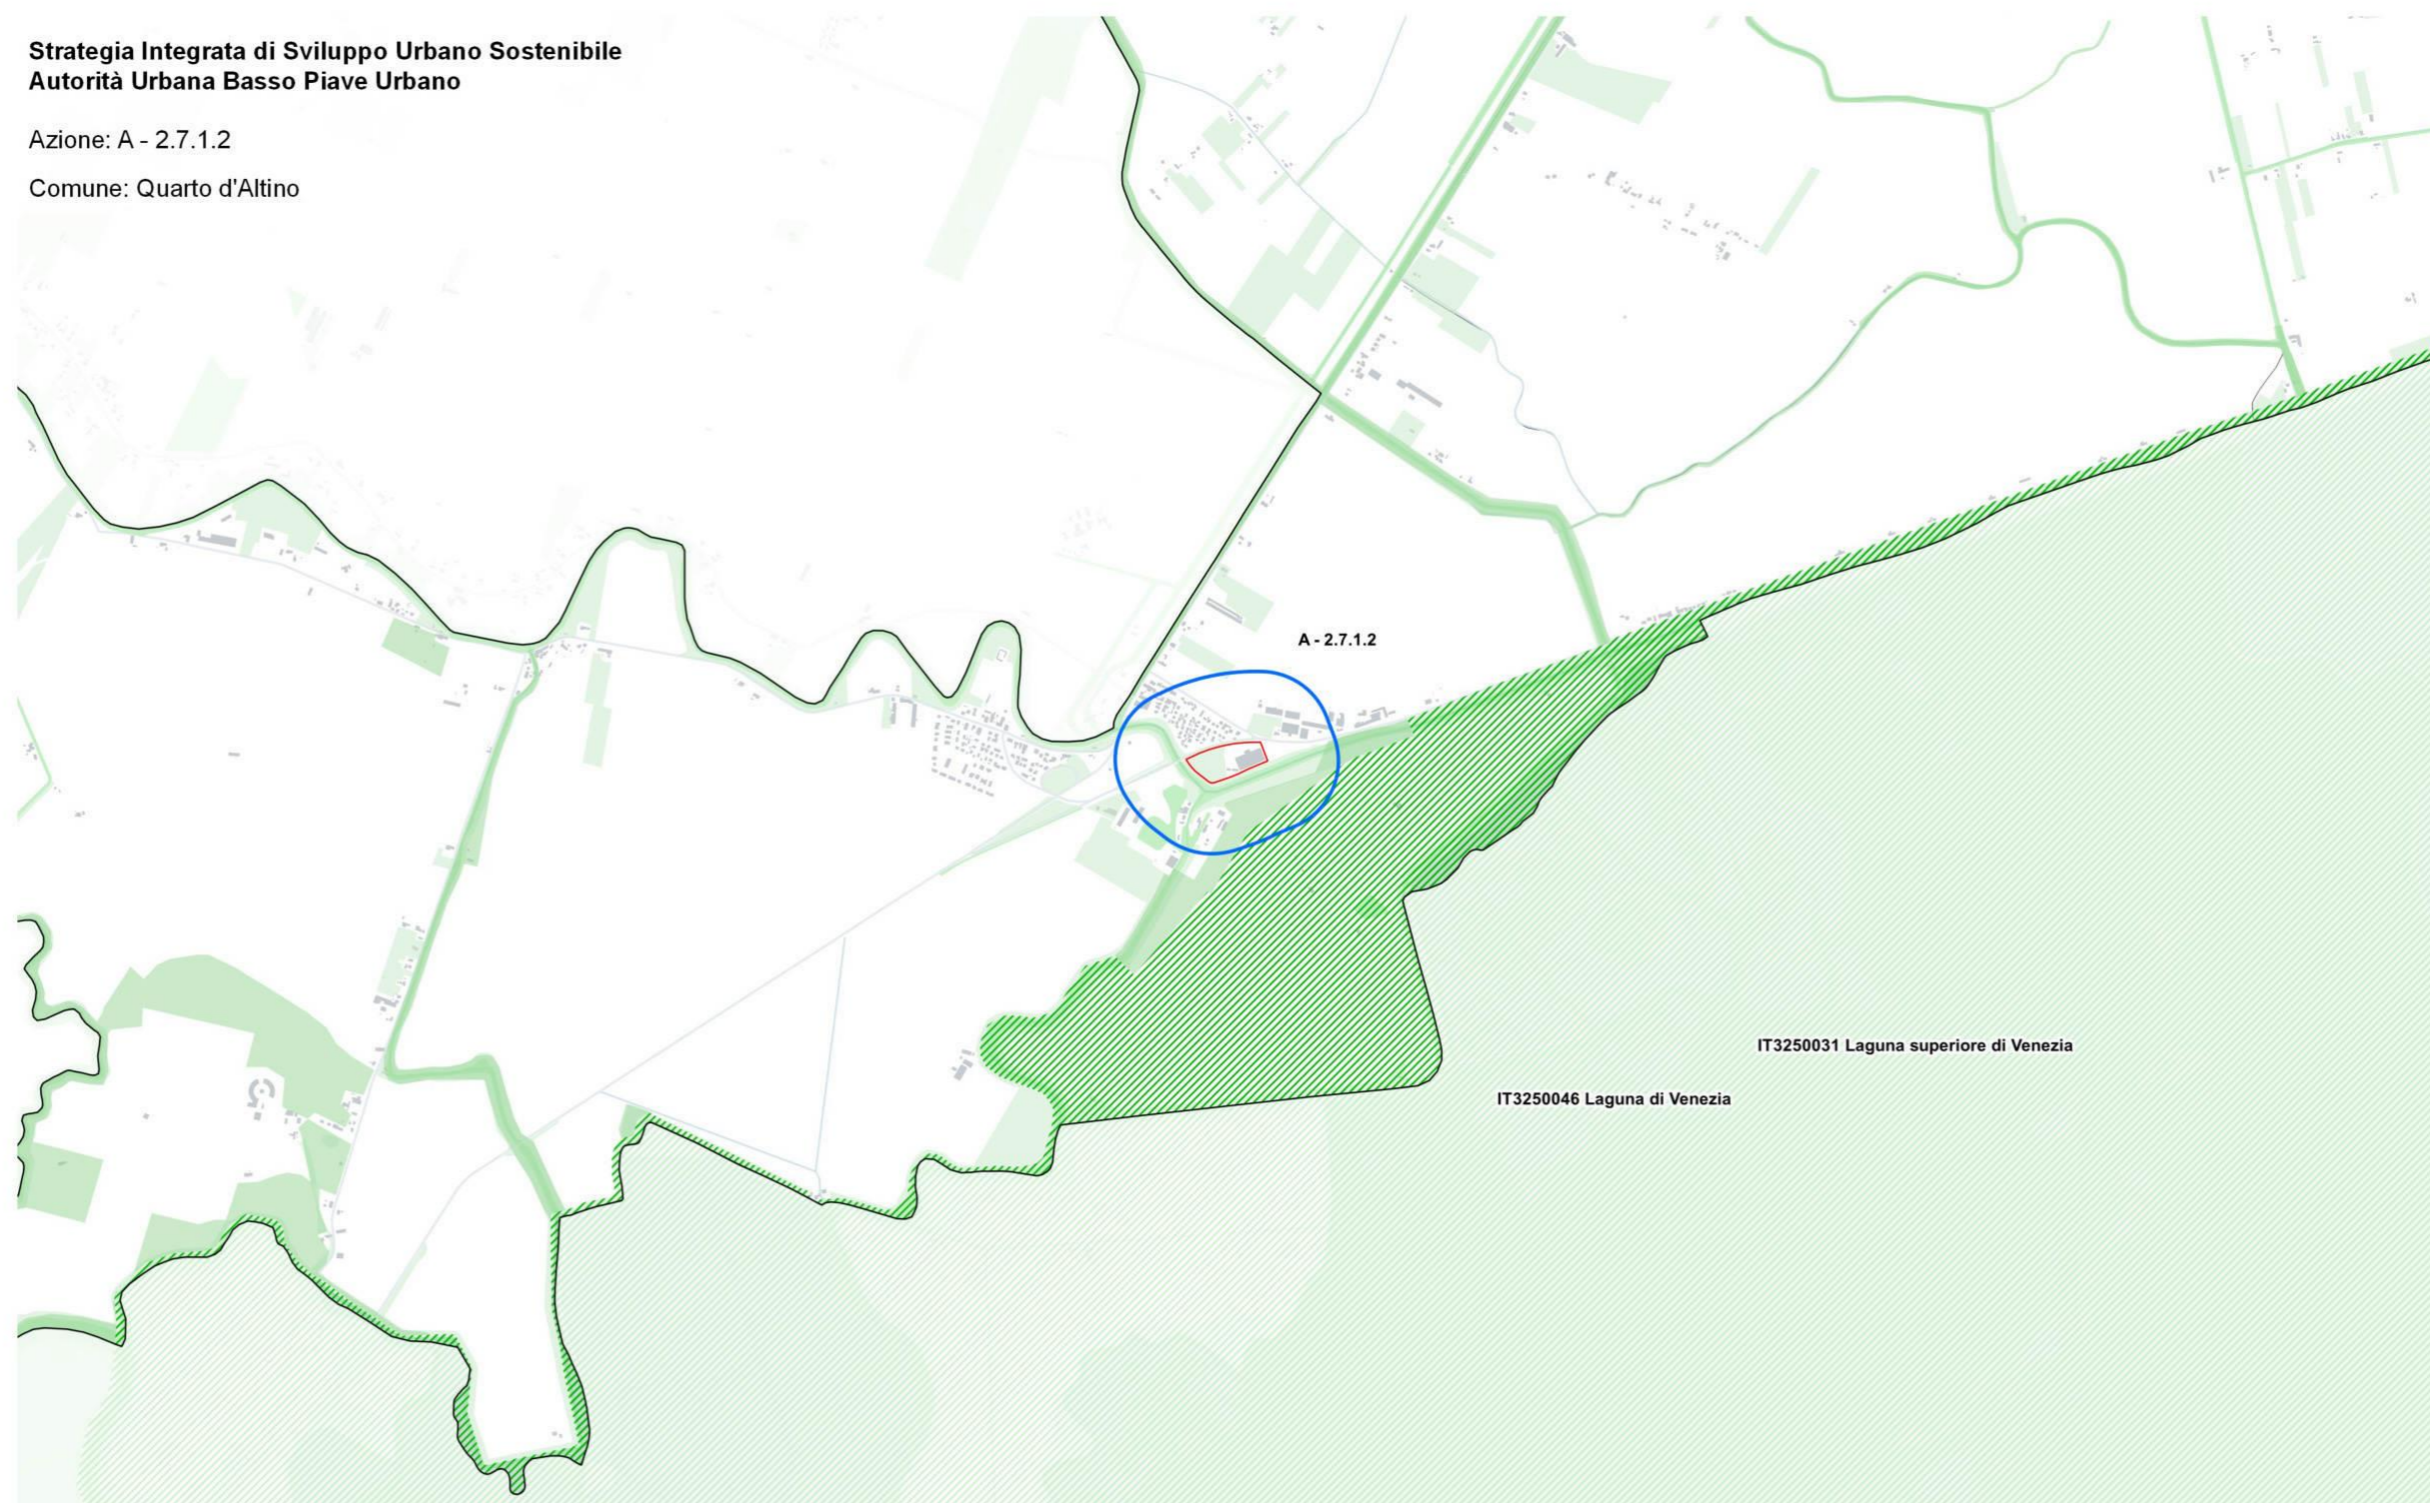 Strategia Integrata di Sviluppo Urbano Sostenibile
Autorità Urbana Basso Piave Urbano
Azione: A - 2.7.1.2
Comune: Quarto d'Altino
A - 2.7.1.2
IT3250031 Laguna superiore di Venezia
IT3250046 Laguna di Venezia